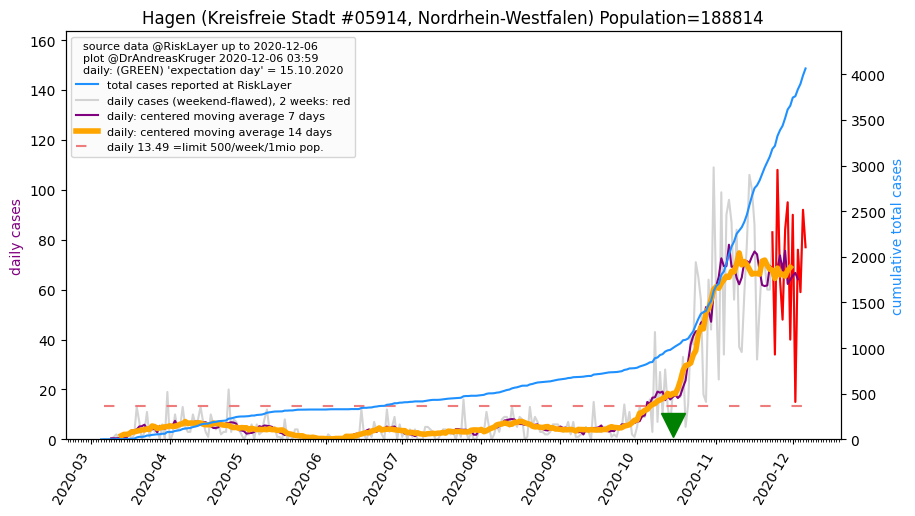 Hagen (Kreisfreie Stadt #05914, Nordrhein-Westfalen) Population=188814
source data @RiskLayer up to 2020-12-06
plot @DrAndreasKruger 2020-12-06 03:59
daily: (GREEN) 'expectation day' = 15.10.2020
total cases reported at RiskLayer
daily cases (weekend-flawed), 2 weeks: red
daily: centered moving average 7 days
daily: centered moving average 14 days
daily 13.49 =limit 500/week/1mio pop.
daily cases
160
140
120
100
80
60
40
20
0
cumulative total cases
4000
3500
3000
2500
2000
1500
1000
500
0
2020-03
2020-04
2020-05
2020-06
2020-07
2020-08
2020-09
2020-10
2020-11
2020-12